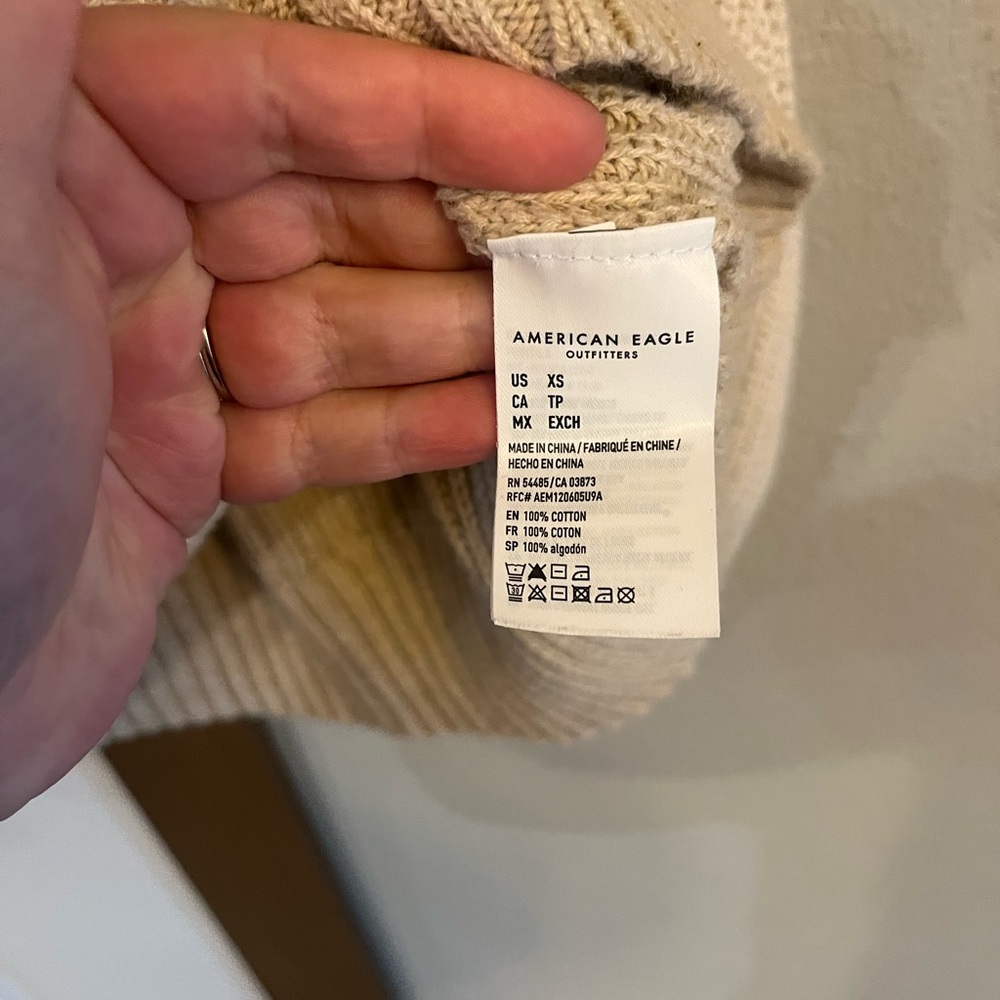 AMERICAN EAGLE
OUTFITTERS
US XS
CA TP
MX EXCH
MADE IN CHINA / FABRIQUÉ EN CHINE /
HECHO EN CHINA
RN 54485/CA 03873
RFC# AEM120605U9A
EN 100% COTTON
FR 100% COTON
SP 100% algodón
30